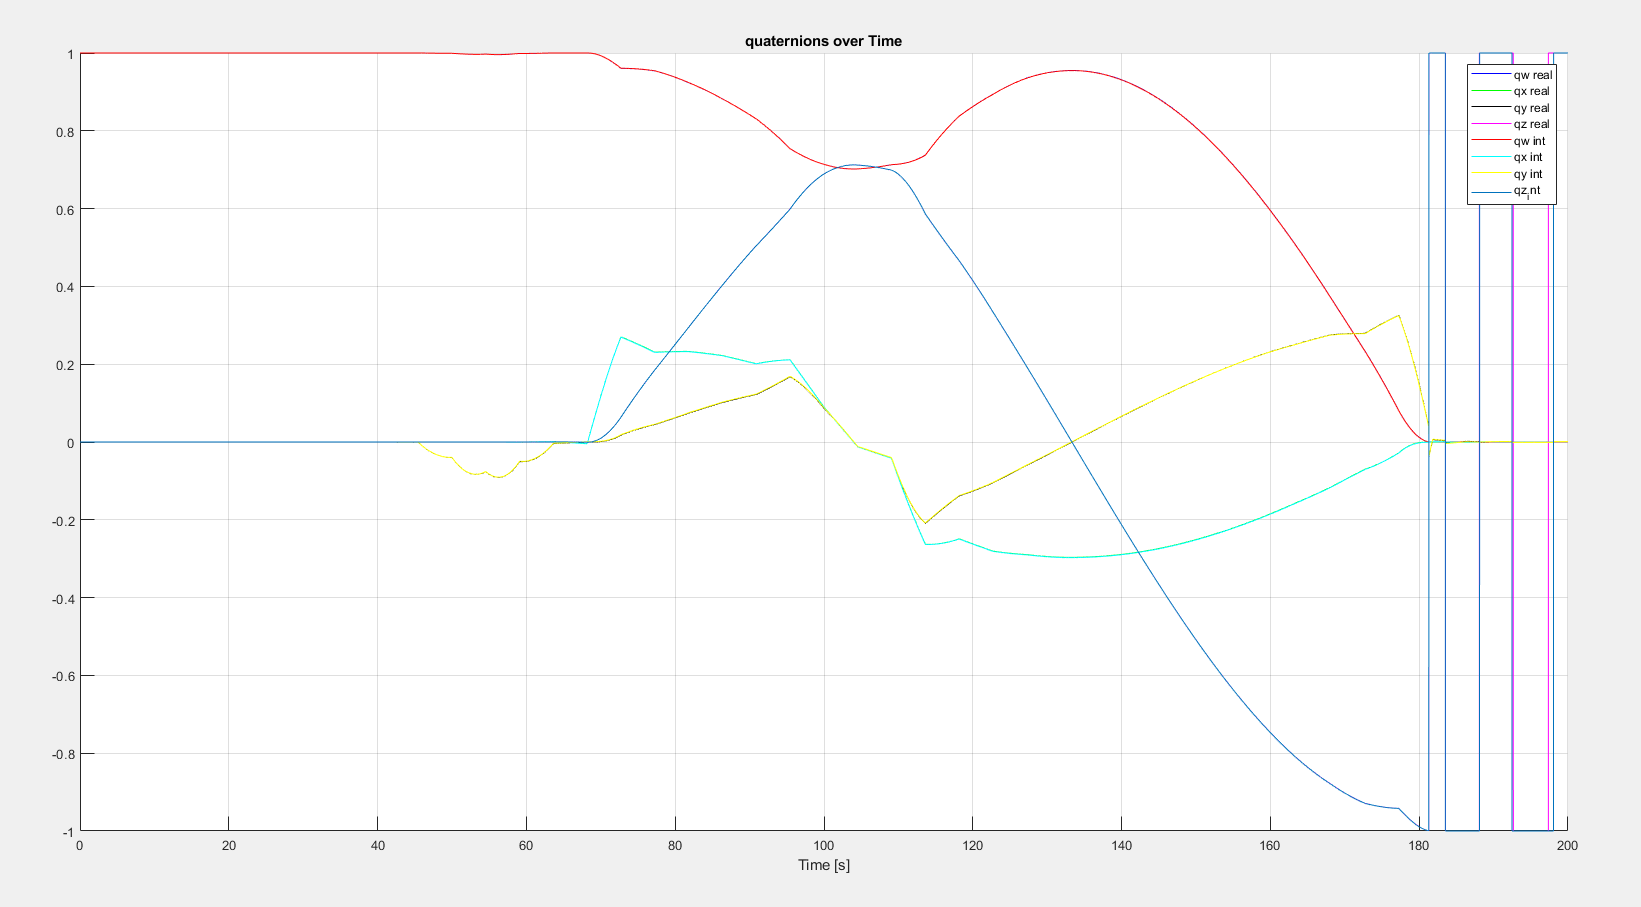 quaternions over Time
1
0.8
0.6
0.4
0.2
0
-0.2
-0.4
-0.6
-0.8
-1
0
20
40
60
80
100
120
140
160
180
200
Time [s]
qw real
qx real
qy real
qz real
qw int
qx int
qy int
qzint